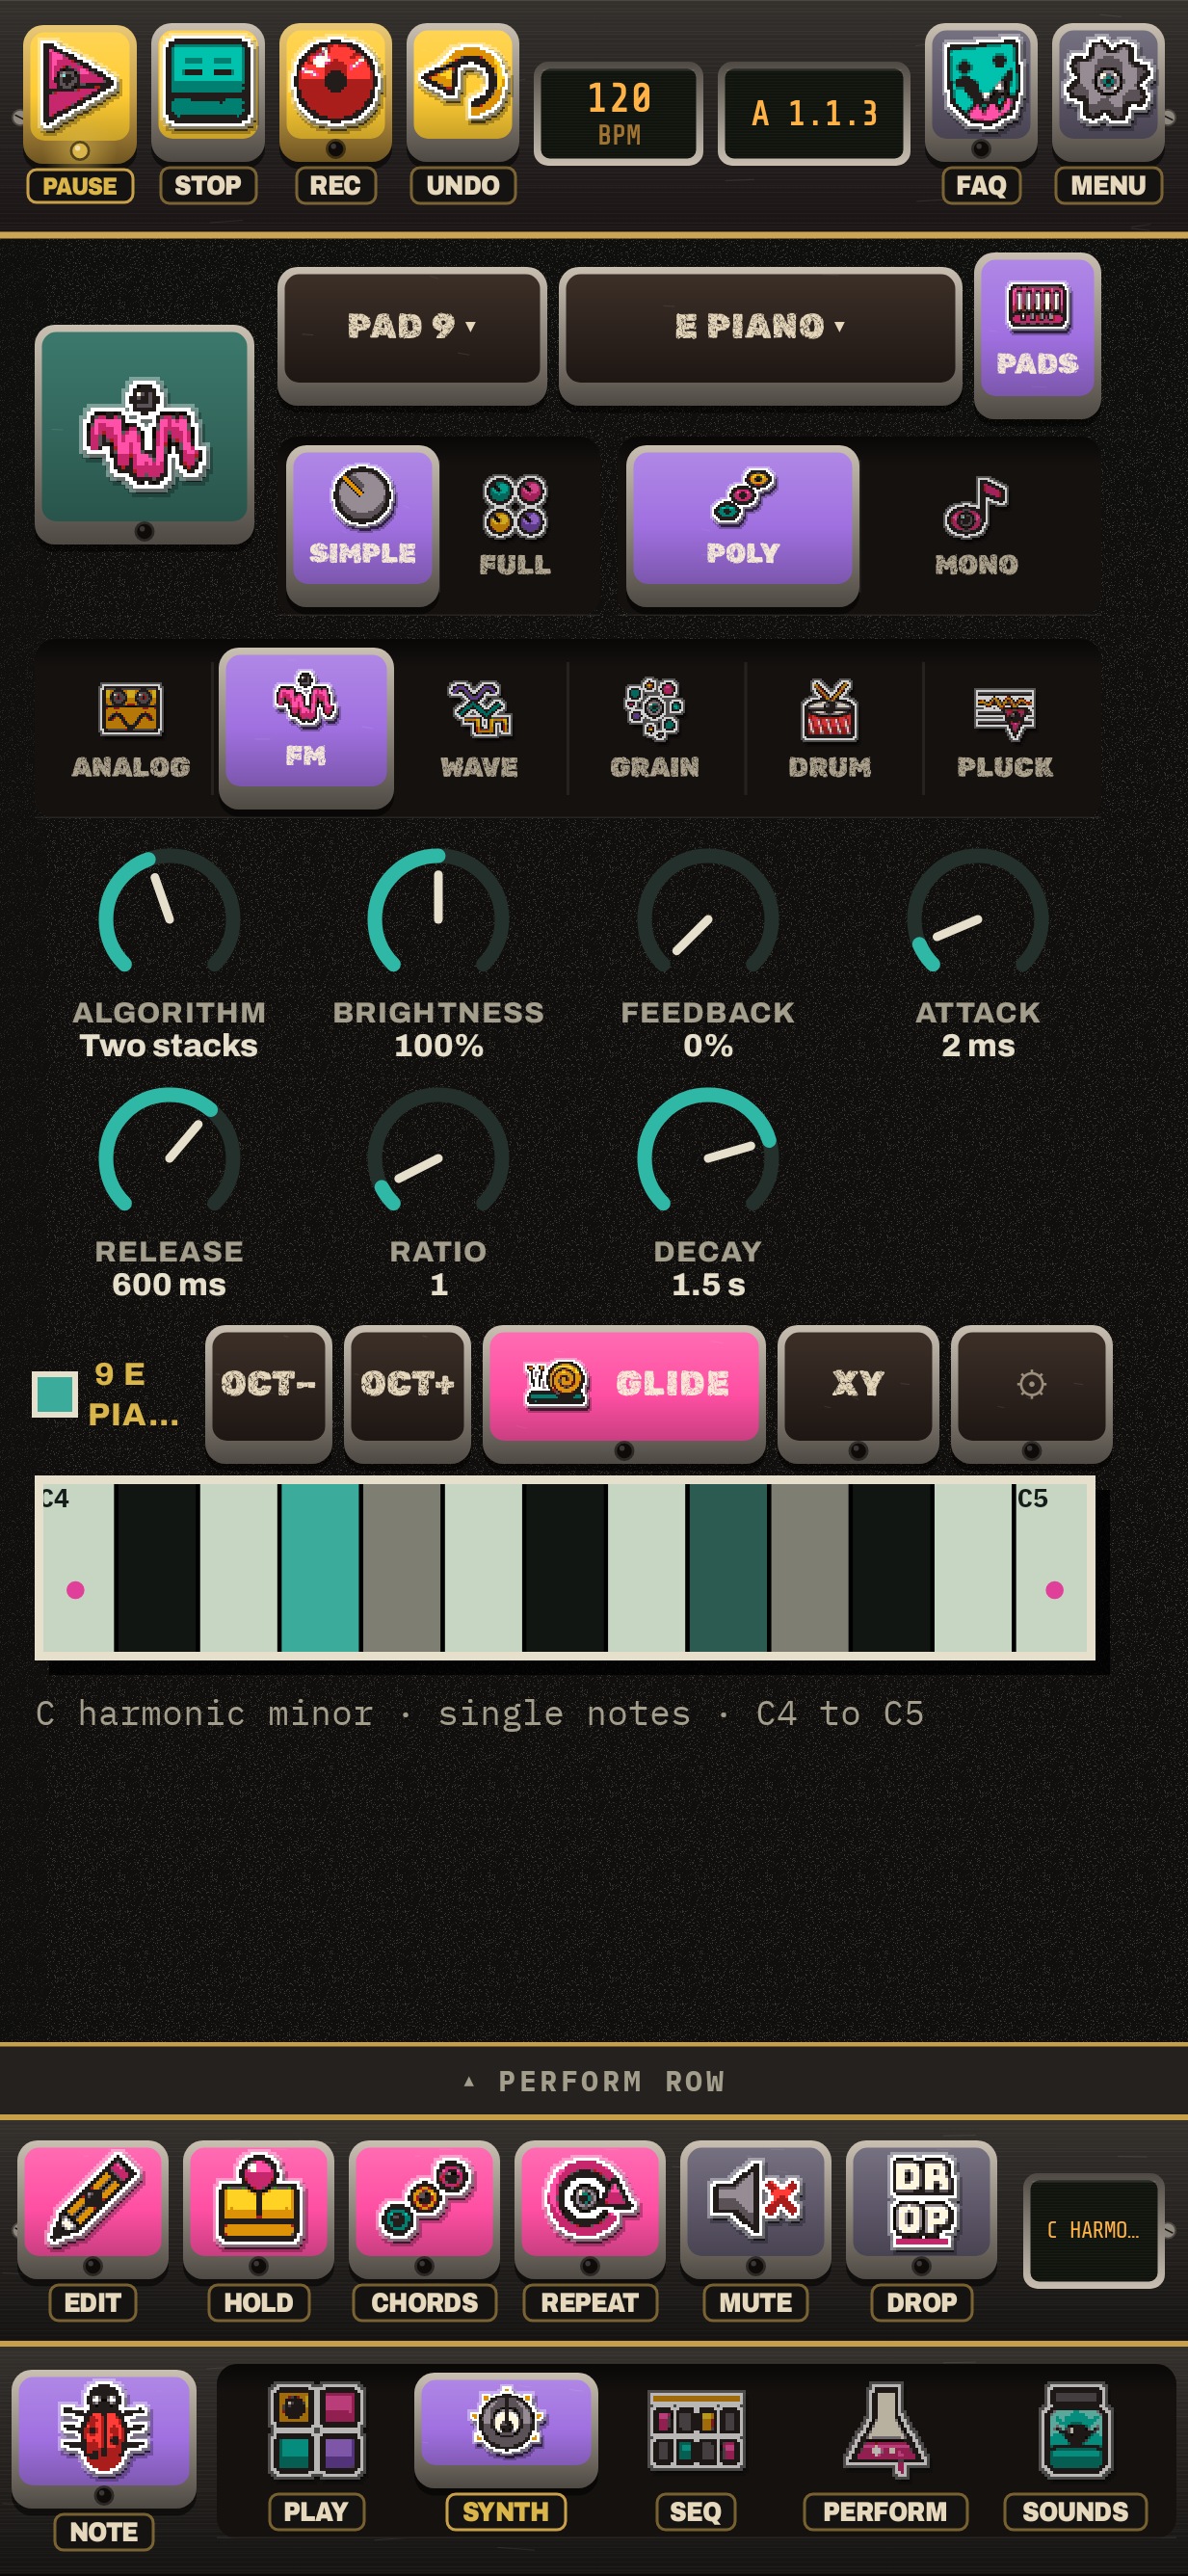 120
BPM
A 1.1.3
PAUSE
STOP
REC
UNDO
FAQ
MENU
PAD 9 ▾
E PIANO ▾
PADS
SIMPLE
FULL
POLY
MONO
ANALOG
FM
WAVE
GRAIN
DRUM
PLUCK
ALGORITHM
Two stacks
BRIGHTNESS
100%
FEEDBACK
0%
ATTACK
2 ms
RELEASE
600 ms
RATIO
1
DECAY
1.5 s
9 E
PIA...
OCT-
OCT+
GLIDE
XY
C4
C5
C harmonic minor · single notes · C4 to C5
▴ PERFORM ROW
DR
OP
C HARMO…
EDIT
HOLD
CHORDS
REPEAT
MUTE
DROP
NOTE
PLAY
SYNTH
SEQ
PERFORM
SOUNDS